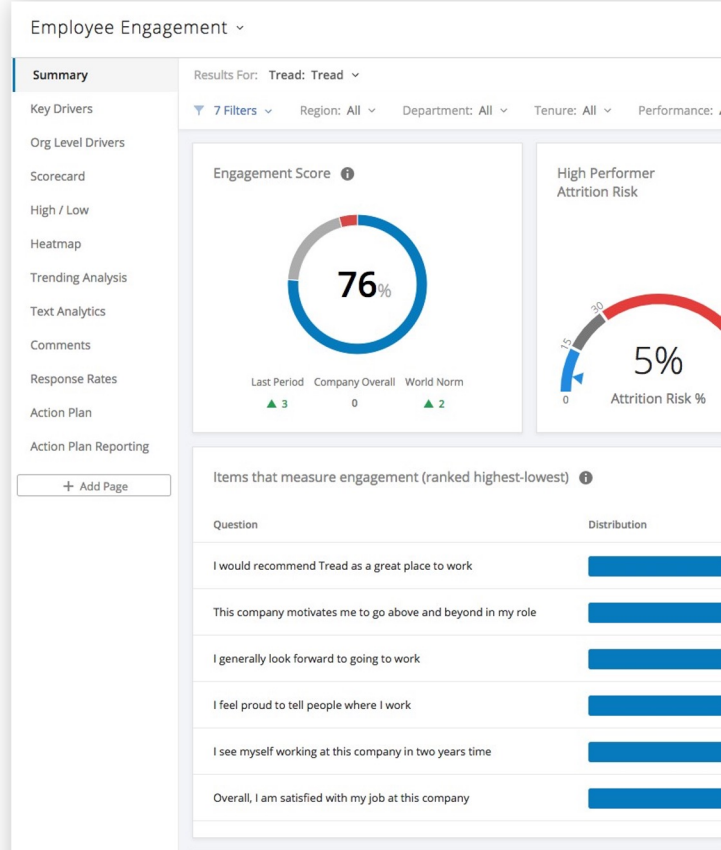 Employee Engagement
Summary
Key Drivers
Org Level Drivers
Scorecard
High / Low
Heatmap
Trending Analysis
Text Analytics
Comments
Response Rates
Action Plan
Action Plan Reporting
+ Add Page
Results For: Tread: Tread
7 Filters Region: All Department: All Tenure: All Performance:
Engagement Score
76%
Last Period Company Overall World Norm
▲ 3 0 ▲ 2
High Performer
Attrition Risk
30
15
0
5%
Attrition Risk %
Items that measure engagement (ranked highest-lowest)
Question Distribution
I would recommend Tread as a great place to work
This company motivates me to go above and beyond in my role
I generally look forward to going to work
I feel proud to tell people where I work
I see myself working at this company in two years time
Overall, I am satisfied with my job at this company